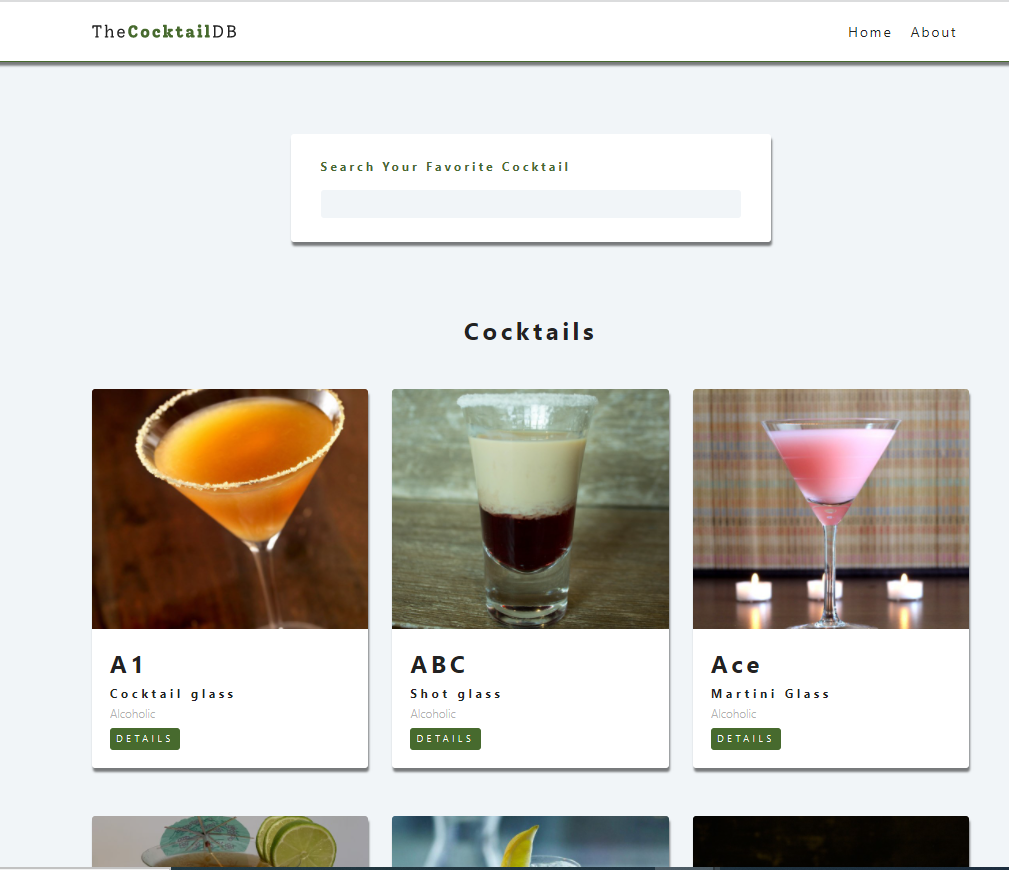 TheCocktailDB
Home About
Search Your Favorite Cocktail
Cocktails
A1
Cocktail glass
Alcoholic
DETAILS
ABC
Shot glass
Alcoholic
DETAILS
Ace
Martini Glass
Alcoholic
DETAILS